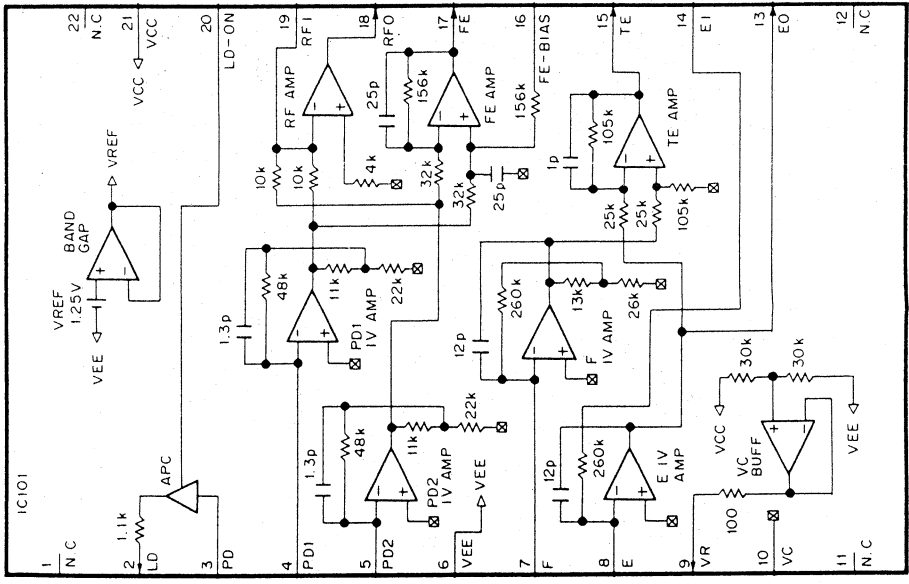 22
N.C
21
VCC
VCC
20
LD-ON
19
RF I
18
RFO
17
FE
16
FE-BIAS
15
TE
14
EI
13
EO
12
N.C
VREF
BAND
GAP
+
−
VREF
1.25V
VEE
RF AMP
−
+
10k
10k
4k
25p
156k
FE AMP
−
+
32k
32k
25p
156k
1p
105k
TE AMP
−
+
25k
25k
105k
1.3p
48k
11k
22k
PD1
IV AMP
−
+
12p
260k
13k
26k
F
IV AMP
−
+
1.3p
48k
11k
22k
PD2
IV AMP
−
+
VEE
12p
260k
E IV
AMP
−
+
VCC
30k
30k
VEE
VC
BUFF
+
−
100
IC101
APC
1.1k
1
N.C
2
LD
3
PD
4
PD1
5
PD2
6
VEE
7
F
8
E
9
VR
10
VC
11
N.C